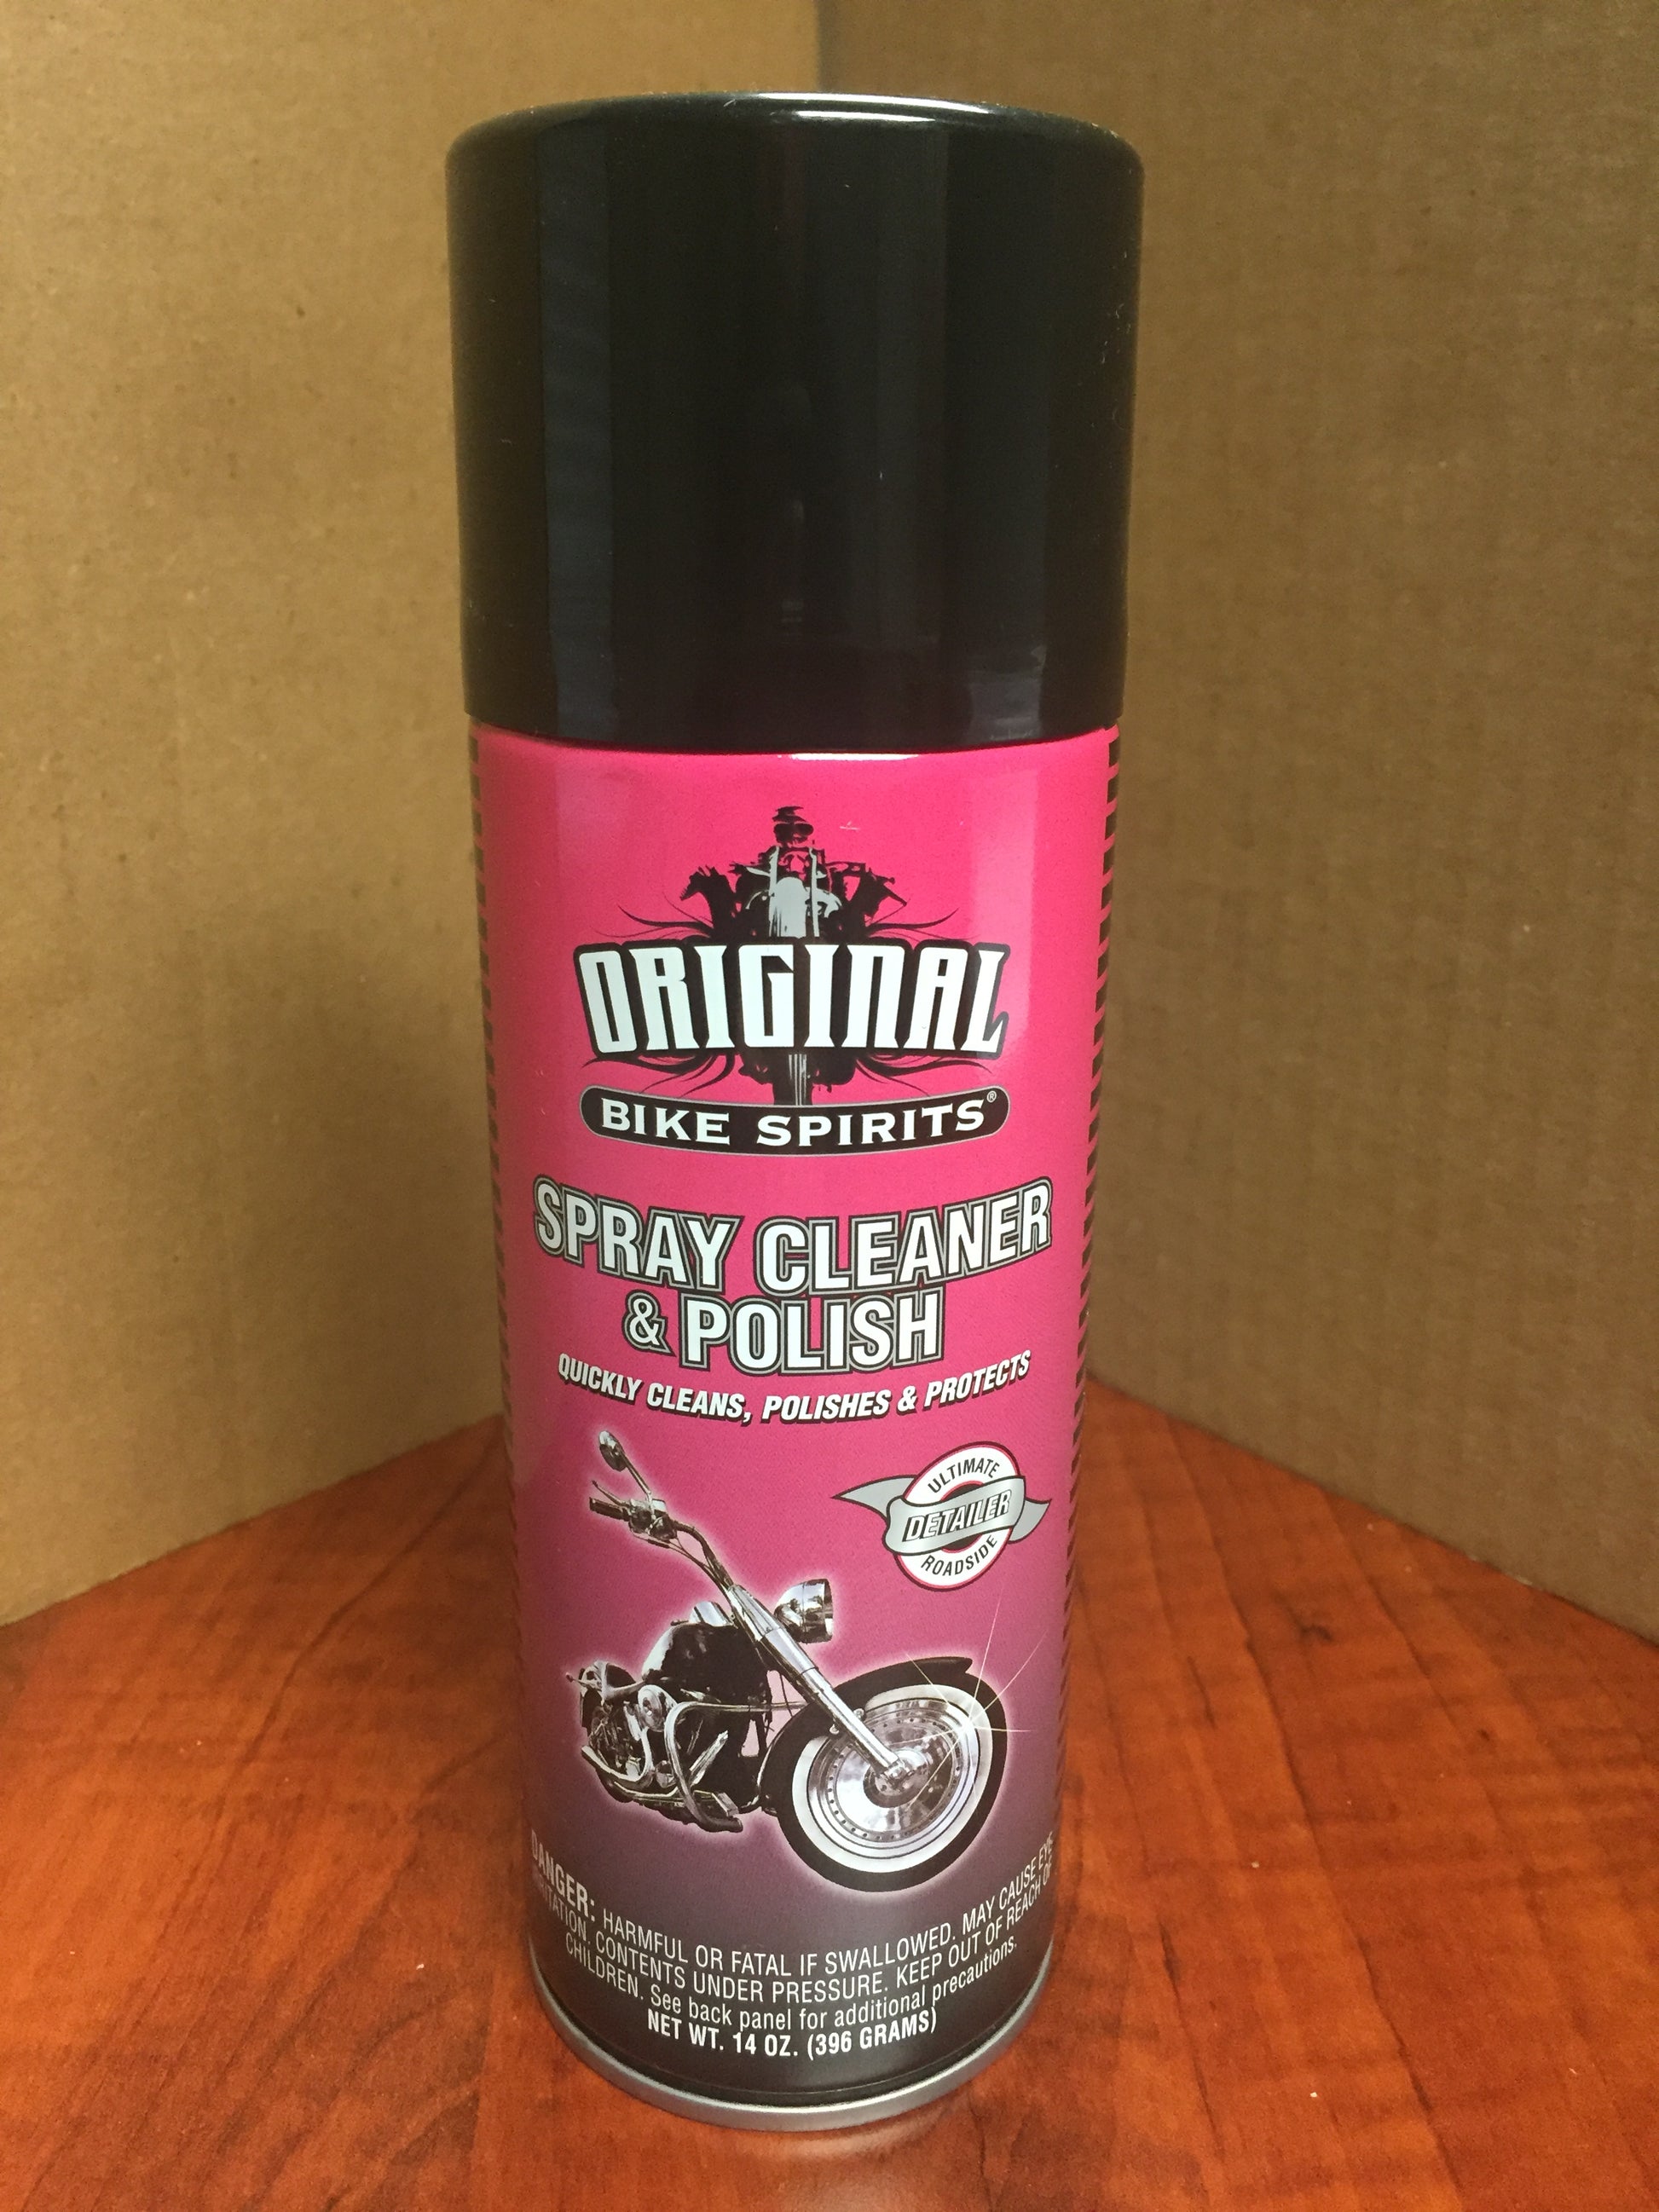 ORIGINAL
BIKE SPIRITS®
SPRAY CLEANER
& POLISH
QUICKLY CLEANS, POLISHES & PROTECTS
ULTIMATE
DETAILER
ROADSIDE
DANGER: HARMFUL OR FATAL IF SWALLOWED. MAY CAUSE EYE
IRRITATION. CONTENTS UNDER PRESSURE. KEEP OUT OF REACH OF
CHILDREN. See back panel for additional precautions.
NET WT. 14 OZ. (396 GRAMS)